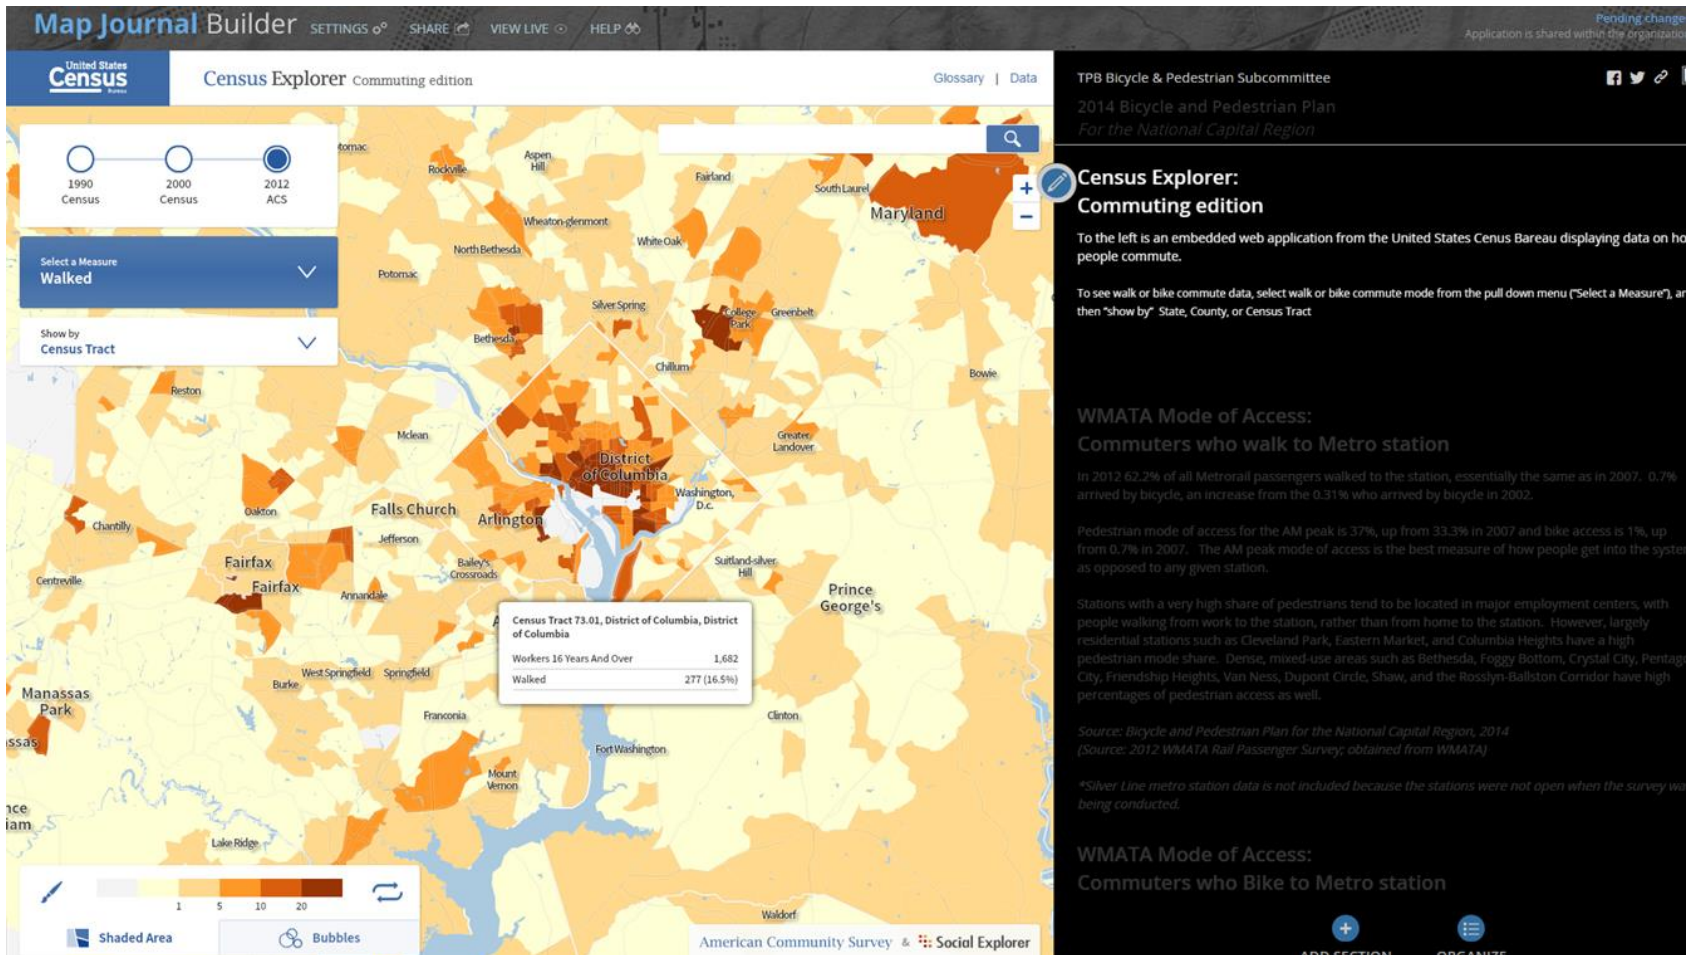 Map Journal Builder SETTINGS SHARE VIEW LIVE HELP
Pending change
Application is shared within the organization
United States
Census
Bureau
Census Explorer Commuting edition
Glossary | Data
TPB Bicycle & Pedestrian Subcommittee
2014 Bicycle and Pedestrian Plan
For the National Capital Region
1990
Census
2000
Census
2012
ACS
Select a Measure
Walked
Show by
Census Tract
tomac
Rockville
Aspen
Hill
Fairland
South Laurel
Maryland
Wheaton-glenmont
White Oak
North Bethesda
Potomac
Silver Spring
College
Park
Greenbelt
Bethesda
Chillum
Bowie
Reston
Mclean
Greater
Landover
District
of Columbia
Washington,
D.c.
Oakton
Falls Church
Arlington
Chantilly
Jefferson
Fairfax
Bailey's
Crossroads
Suitland-silver
Hill
Centreville
Fairfax
Annandale
Prince
George's
A
Census Tract 73.01, District of Columbia, District
of Columbia
Workers 16 Years And Over 1,682
Walked 277 (16.5%)
West Springfield
Springfield
Burke
Manassas
Park
Franconia
Clinton
ssas
Fort Washington
Mount
Vernon
nce
iam
Lake Ridge
Waldorf
1 5 10 20
Shaded Area
Bubbles
American Community Survey & Social Explorer
Census Explorer:
Commuting edition
To the left is an embedded web application from the United States Cenus Bareau displaying data on ho
people commute.
To see walk or bike commute data, select walk or bike commute mode from the pull down menu ("Select a Measure"), an
then "show by" State, County, or Census Tract
WMATA Mode of Access:
Commuters who walk to Metro station
In 2012 62.2% of all Metrorail passengers walked to the station, essentially the same as in 2007. 0.7%
arrived by bicycle, an increase from the 0.31% who arrived by bicycle in 2002.
Pedestrian mode of access for the AM peak is 37%, up from 33.3% in 2007 and bike access is 1%, up
from 0.7% in 2007. The AM peak mode of access is the best measure of how people get into the syste
as opposed to any given station.
Stations with a very high share of pedestrians tend to be located in major employment centers, with
people walking from work to the station, rather than from home to the station. However, largely
residential stations such as Cleveland Park, Eastern Market, and Columbia Heights have a high
pedestrian mode share. Dense, mixed-use areas such as Bethesda, Foggy Bottom, Crystal City, Pentago
City, Friendship Heights, Van Ness, Dupont Circle, Shaw, and the Rosslyn-Ballston Corridor have high
percentages of pedestrian access as well.
Source: Bicycle and Pedestrian Plan for the National Capital Region, 2014
(Source: 2012 WMATA Rail Passenger Survey; obtained from WMATA)
*Silver Line metro station data is not included because the stations were not open when the survey wa
being conducted.
WMATA Mode of Access:
Commuters who Bike to Metro station
ADD SECTION
ORGANIZE